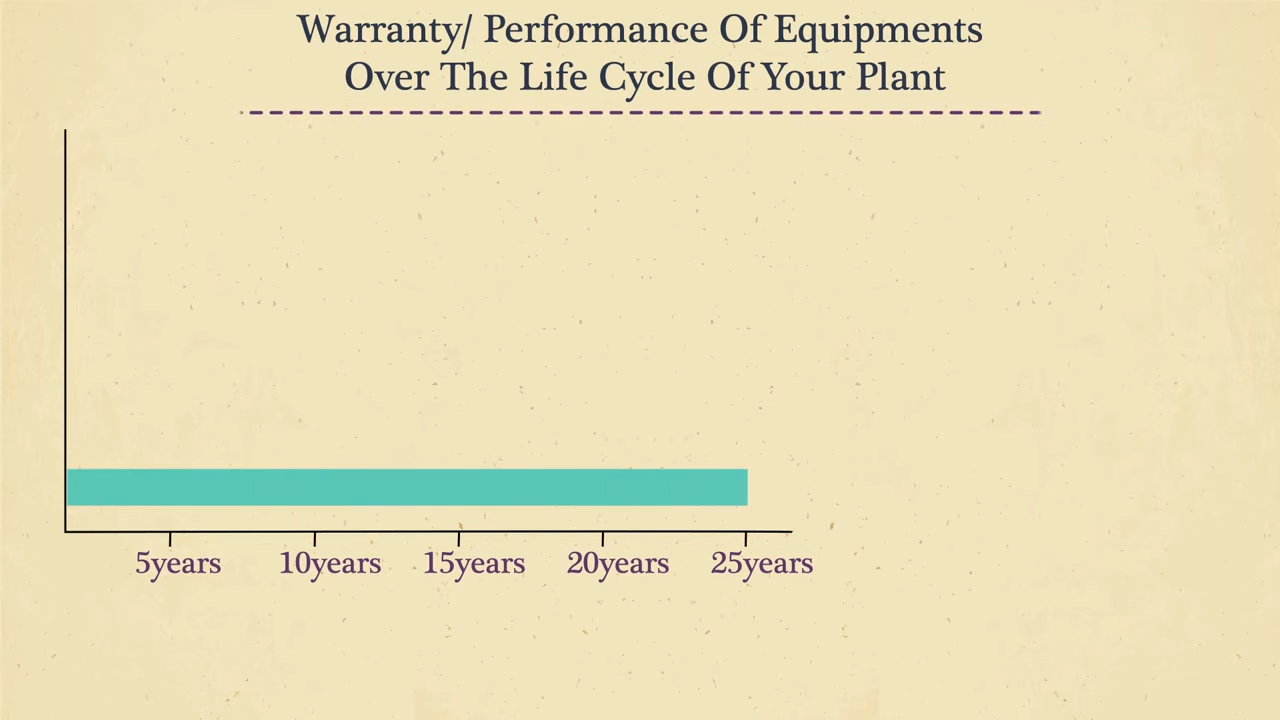 Warranty/ Performance Of Equipments
Over The Life Cycle Of Your Plant
5years 10years 15years 20years 25years